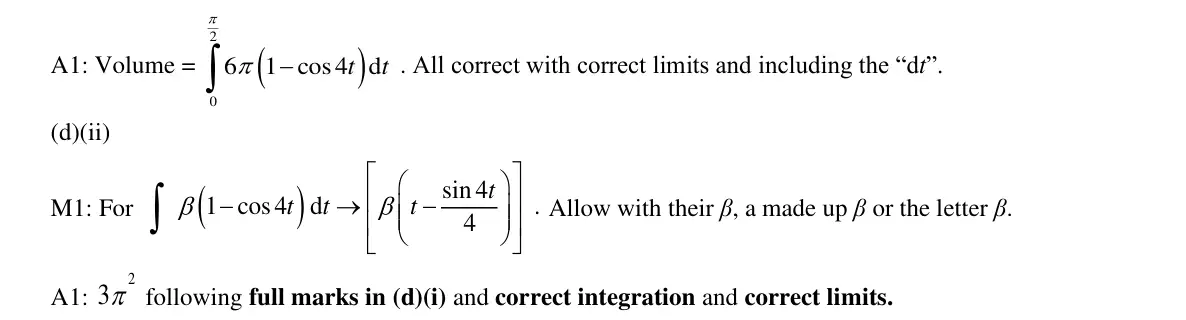 A1: Volume = ∫₀^{π/2} 6π(1−cos 4t)dt . All correct with correct limits and including the “dt”.
(d)(ii)
M1: For ∫ β(1−cos 4t) dt → [β(t − sin 4t / 4)] . Allow with their β, a made up β or the letter β.
A1: 3π² following full marks in (d)(i) and correct integration and correct limits.